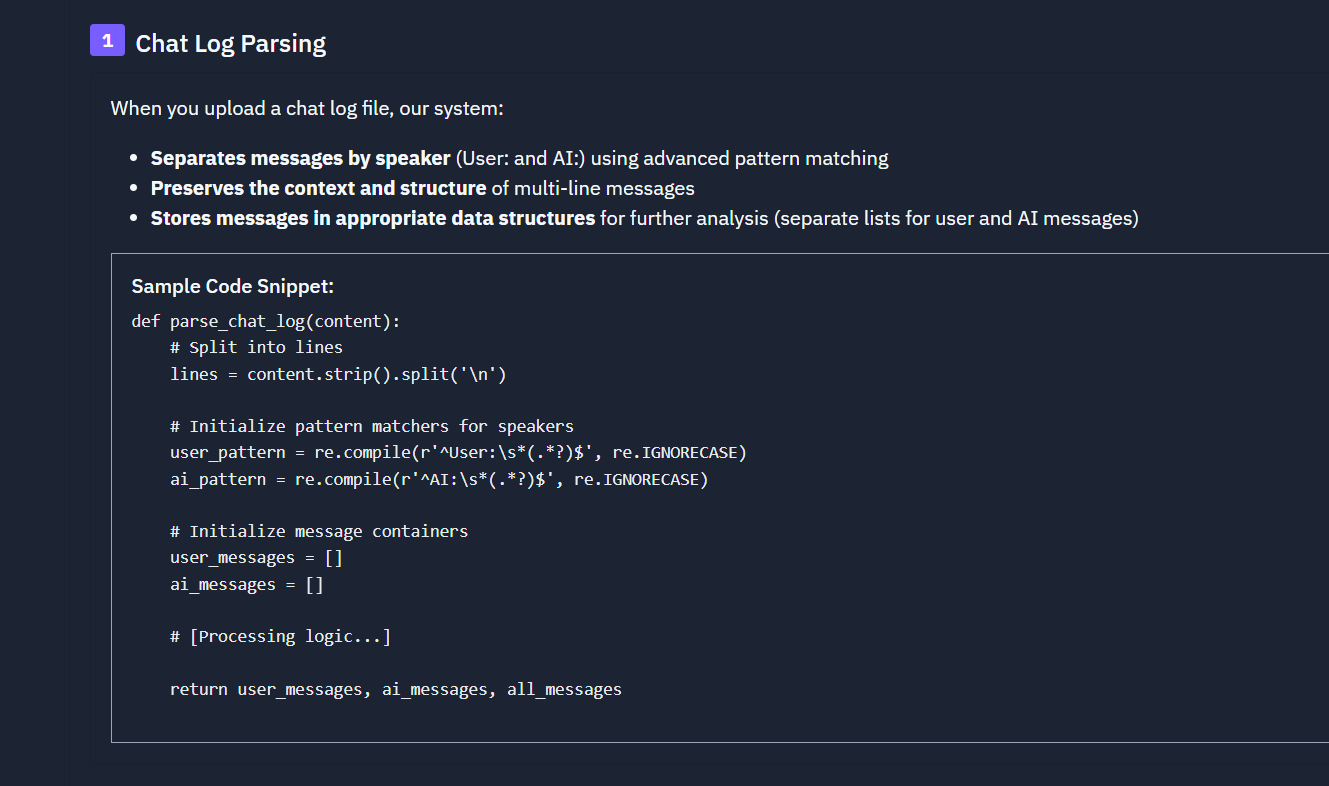 1 Chat Log Parsing
When you upload a chat log file, our system:
• Separates messages by speaker (User: and AI:) using advanced pattern matching
• Preserves the context and structure of multi-line messages
• Stores messages in appropriate data structures for further analysis (separate lists for user and AI messages)
Sample Code Snippet:
def parse_chat_log(content):
    # Split into lines
    lines = content.strip().split('\n')

    # Initialize pattern matchers for speakers
    user_pattern = re.compile(r'^User:\s*(.*?)$', re.IGNORECASE)
    ai_pattern = re.compile(r'^AI:\s*(.*?)$', re.IGNORECASE)

    # Initialize message containers
    user_messages = []
    ai_messages = []

    # [Processing logic...]

    return user_messages, ai_messages, all_messages